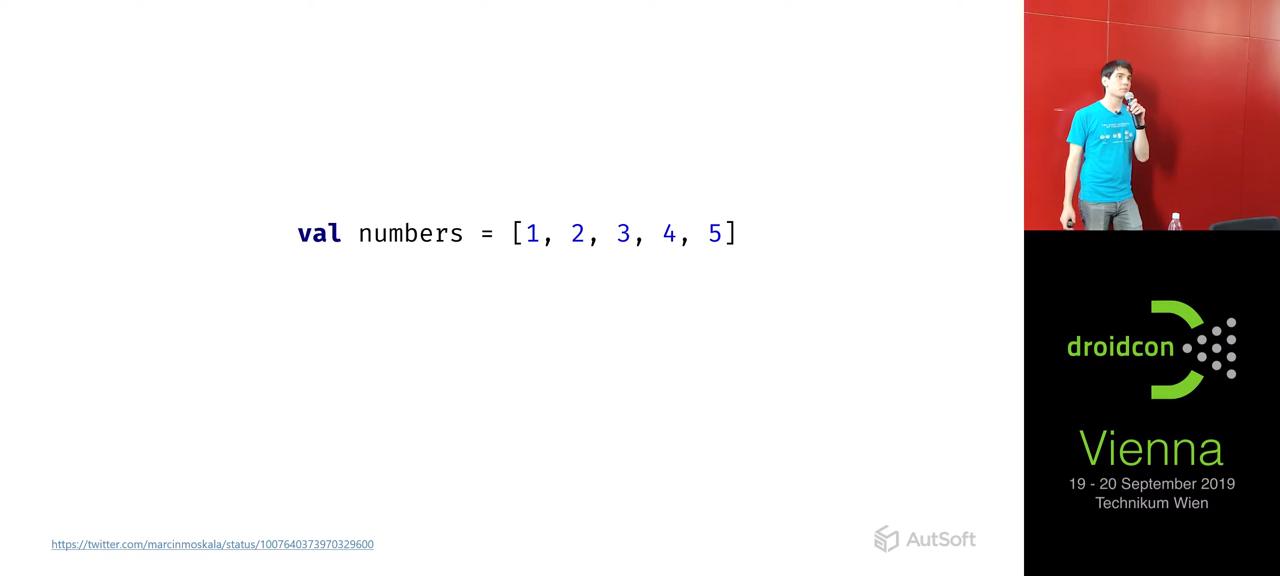 val numbers = [1, 2, 3, 4, 5]
https://twitter.com/marcinmoskala/status/1007640373970329600
AutSoft
droidcon
Vienna
19 - 20 September 2019
Technikum Wien